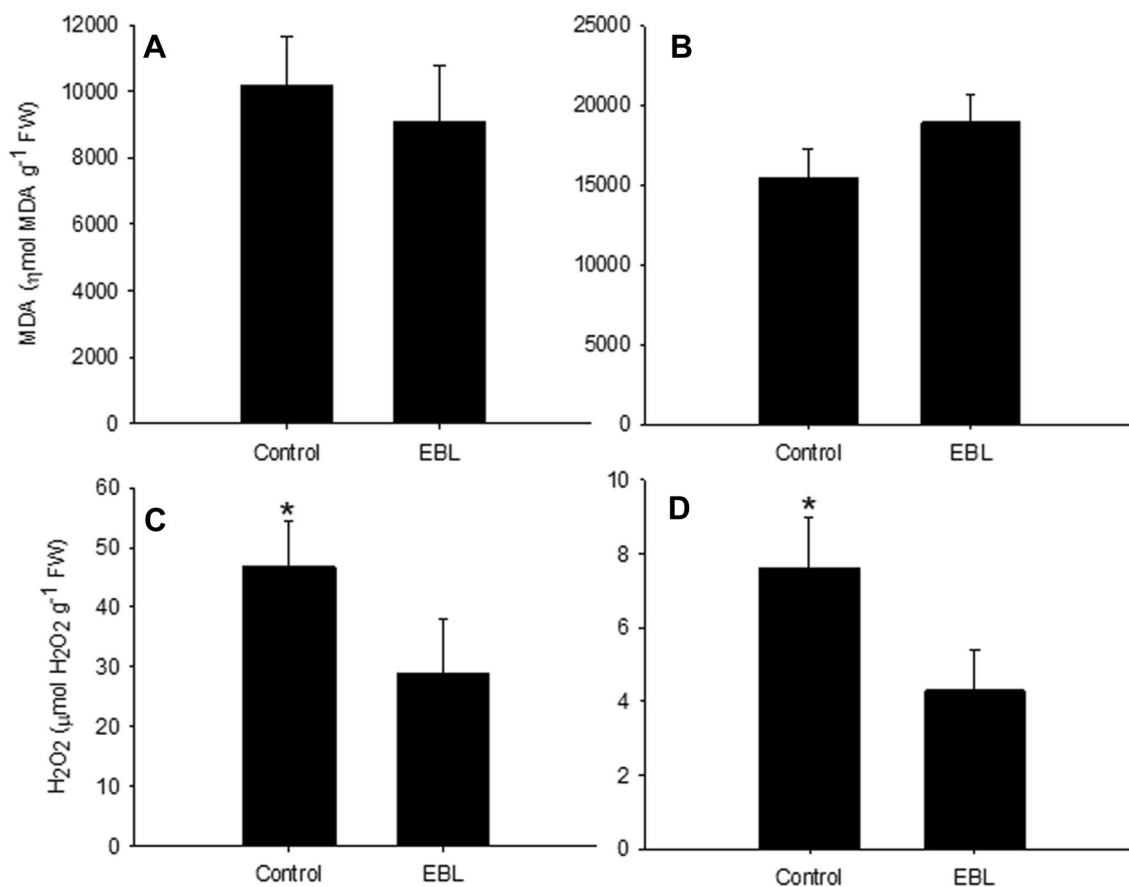 A
B
MDA (ηmol MDA g-1 FW)
12000
10000
8000
6000
4000
2000
0
Control EBL
25000
20000
15000
10000
5000
0
Control EBL
C
D
H2O2 (μmol H2O2 g-1 FW)
60
50
40
30
20
10
0
*
Control EBL
10
8
6
4
2
0
*
Control EBL